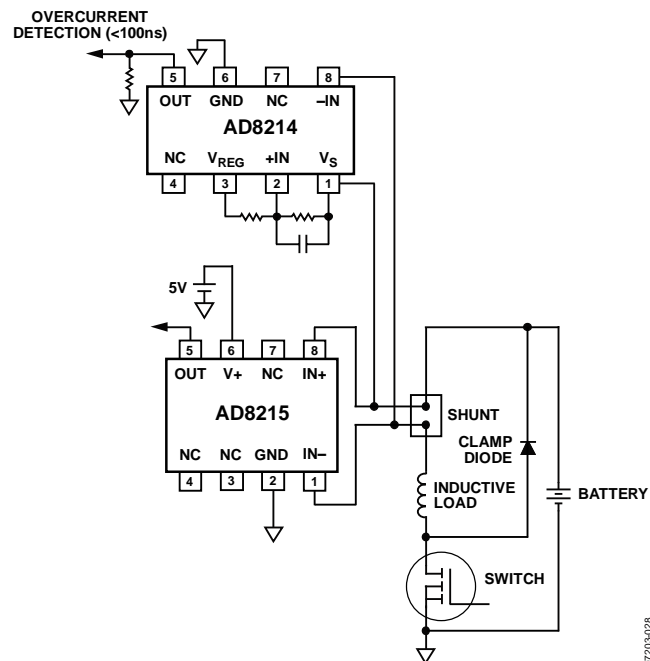 OVERCURRENT
DETECTION (<100ns)
5 6 7 8
OUT GND NC –IN
AD8214
NC VREG +IN VS
4 3 2 1
5V
5 6 7 8
OUT V+ NC IN+
AD8215
NC NC GND IN–
4 3 2 1
SHUNT
CLAMP
DIODE
INDUCTIVE
LOAD
BATTERY
SWITCH